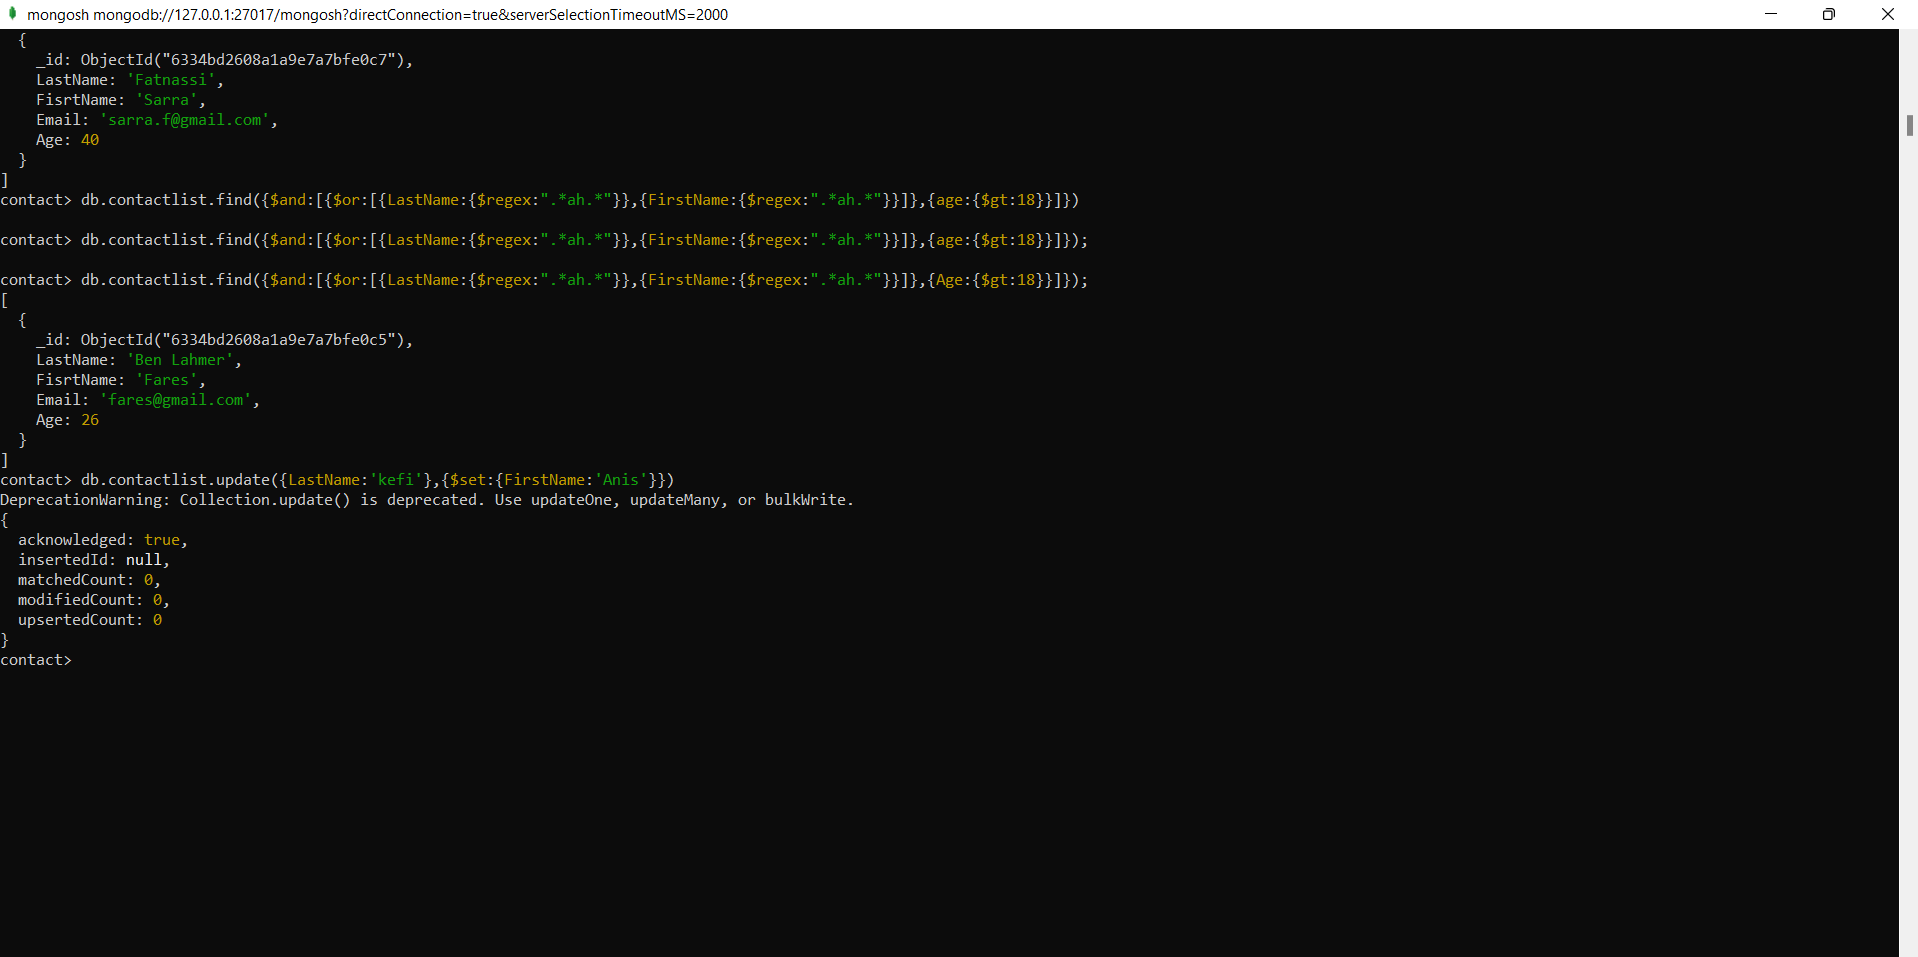 mongosh mongodb://127.0.0.1:27017/mongosh?directConnection=true&serverSelectionTimeoutMS=2000
  {
    _id: ObjectId("6334bd2608a1a9e7a7bfe0c7"),
    LastName: 'Fatnassi',
    FisrtName: 'Sarra',
    Email: 'sarra.f@gmail.com',
    Age: 40
  }
]
contact> db.contactlist.find({$and:[{$or:[{LastName:{$regex:".*ah.*"}},{FirstName:{$regex:".*ah.*"}}]},{age:{$gt:18}}]})
contact> db.contactlist.find({$and:[{$or:[{LastName:{$regex:".*ah.*"}},{FirstName:{$regex:".*ah.*"}}]},{age:{$gt:18}}]});
contact> db.contactlist.find({$and:[{$or:[{LastName:{$regex:".*ah.*"}},{FirstName:{$regex:".*ah.*"}}]},{Age:{$gt:18}}]});
[
  {
    _id: ObjectId("6334bd2608a1a9e7a7bfe0c5"),
    LastName: 'Ben Lahmer',
    FisrtName: 'Fares',
    Email: 'fares@gmail.com',
    Age: 26
  }
]
contact> db.contactlist.update({LastName:'kefi'},{$set:{FirstName:'Anis'}})
DeprecationWarning: Collection.update() is deprecated. Use updateOne, updateMany, or bulkWrite.
{
  acknowledged: true,
  insertedId: null,
  matchedCount: 0,
  modifiedCount: 0,
  upsertedCount: 0
}
contact>